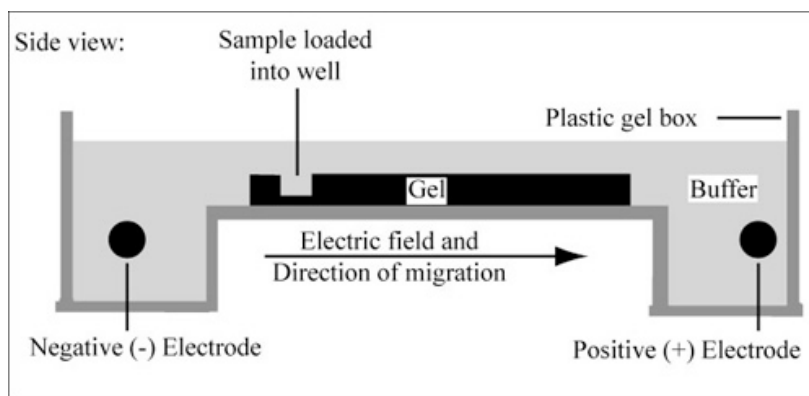 Side view:
Sample loaded
into well
Plastic gel box
Gel
Buffer
Electric field and
Direction of migration
Negative (-) Electrode
Positive (+) Electrode